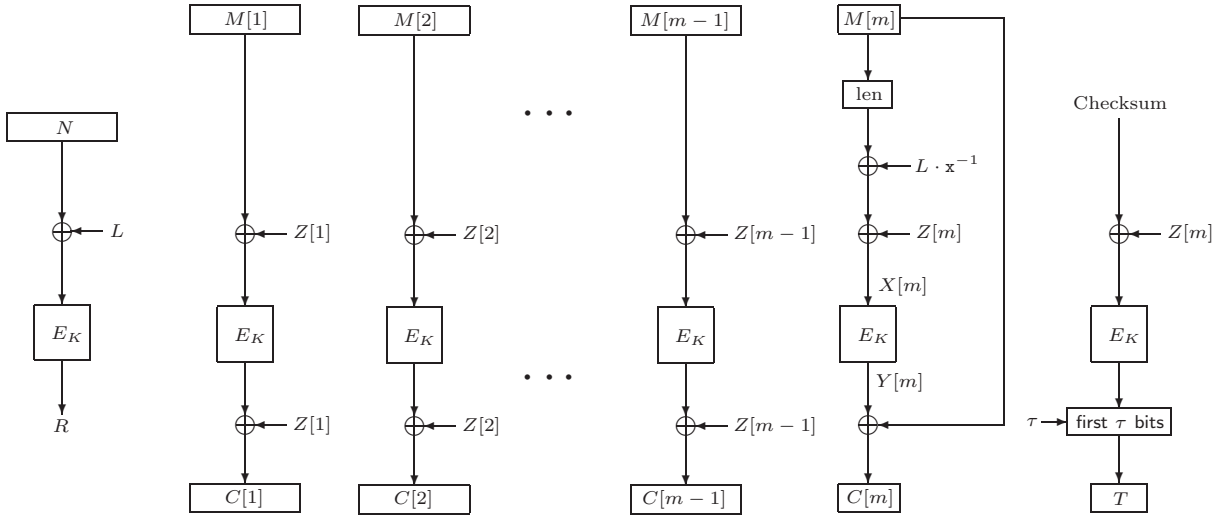 M[1] M[2] M[m − 1] M[m]
len
Checksum
N
L · x⁻¹
L Z[1] Z[2] Z[m − 1] Z[m] Z[m]
X[m]
E_K E_K E_K E_K E_K E_K
Y[m]
R Z[1] Z[2] Z[m − 1] τ first τ bits
C[1] C[2] C[m − 1] C[m] T